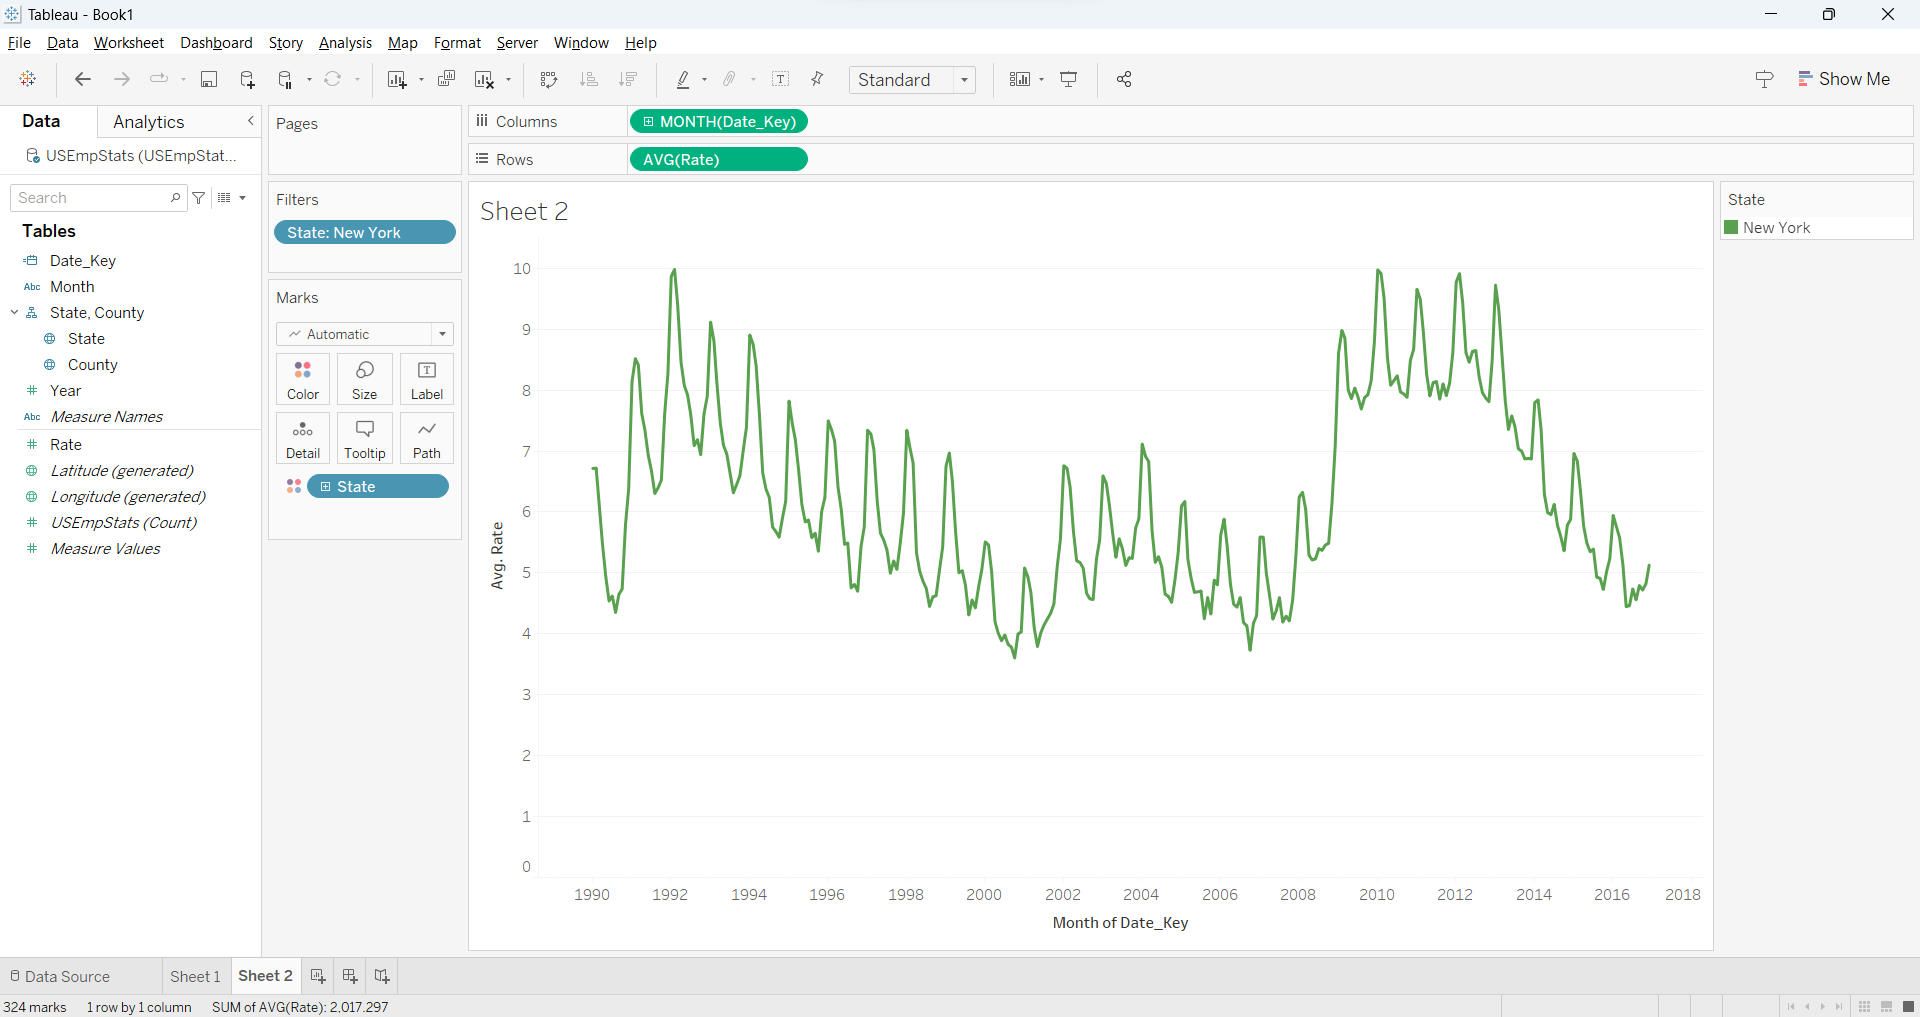 Tableau - Book1
File Data Worksheet Dashboard Story Analysis Map Format Server Window Help
Standard
Show Me
Data Analytics
USEmpStats (USEmpStat...
Search
Tables
Date_Key
Abc Month
State, County
State
County
Year
Abc Measure Names
Rate
Latitude (generated)
Longitude (generated)
USEmpStats (Count)
Measure Values
Pages
Filters
State: New York
Marks
Automatic
Color Size Label
Detail Tooltip Path
State
Columns MONTH(Date_Key)
Rows AVG(Rate)
Sheet 2
Avg. Rate
10
9
8
7
6
5
4
3
2
1
0
1990 1992 1994 1996 1998 2000 2002 2004 2006 2008 2010 2012 2014 2016 2018
Month of Date_Key
State
New York
Data Source Sheet 1 Sheet 2
324 marks 1 row by 1 column SUM of AVG(Rate): 2,017.297